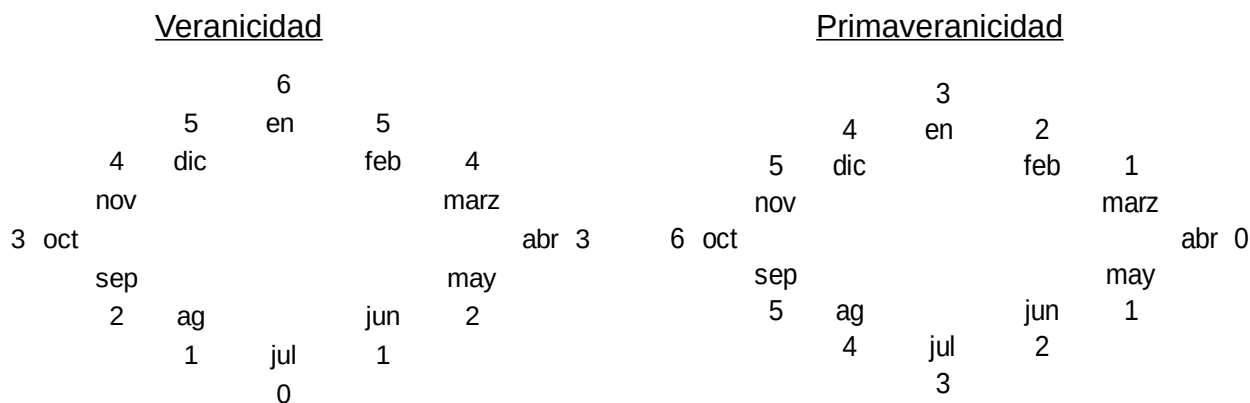 Veranicidad
6
5 en 5
4 dic feb 4
nov marz
3 oct abr 3
sep may
2 ag jun 2
1 jul 1
0
Primaveranicidad
3
4 en 2
5 dic feb 1
nov marz
6 oct abr 0
sep may
5 ag jun 1
4 jul 2
3